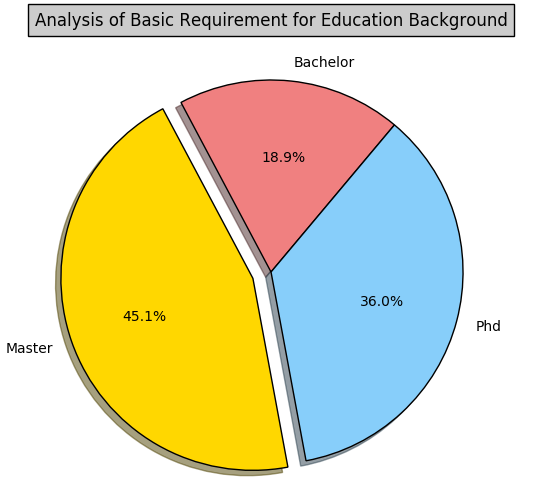 Analysis of Basic Requirement for Education Background
Bachelor
18.9%
45.1%
36.0%
Master
Phd